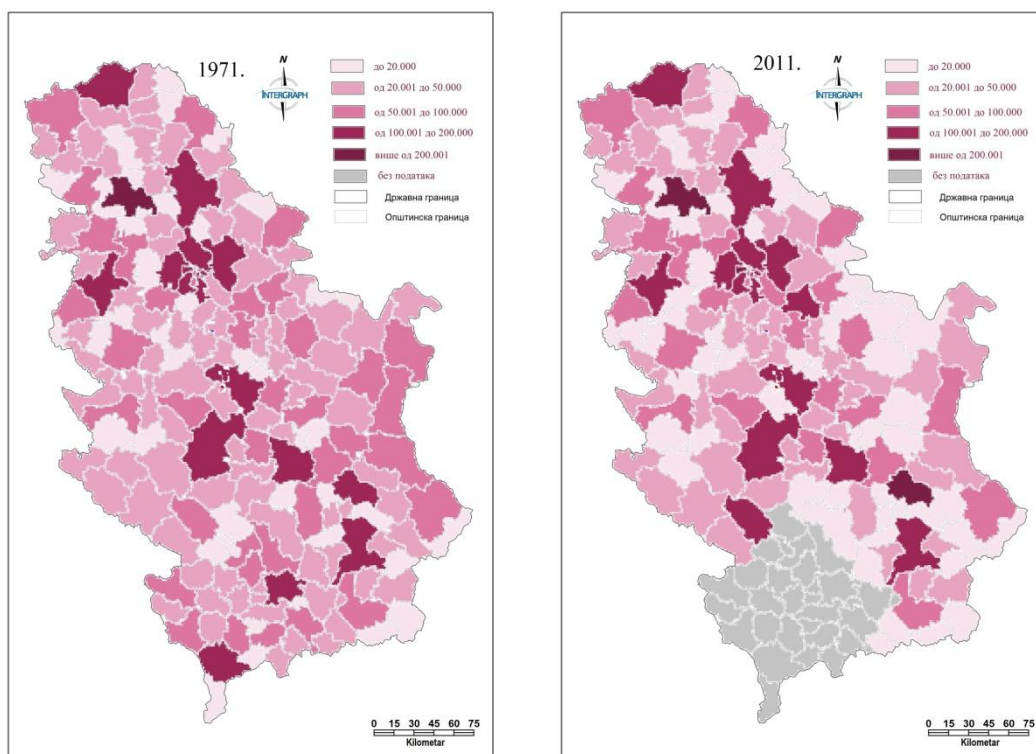 1971.
N
INTERGRAPH
до 20.000
од 20.001 до 50.000
од 50.001 до 100.000
од 100.001 до 200.000
више од 200.001
без података
Државна граница
Општинска граница
0 15 30 45 60 75
Kilometar
2011.
N
INTERGRAPH
до 20.000
од 20.001 до 50.000
од 50.001 до 100.000
од 100.001 до 200.000
више од 200.001
без података
Државна граница
Општинска граница
0 15 30 45 60 75
Kilometar